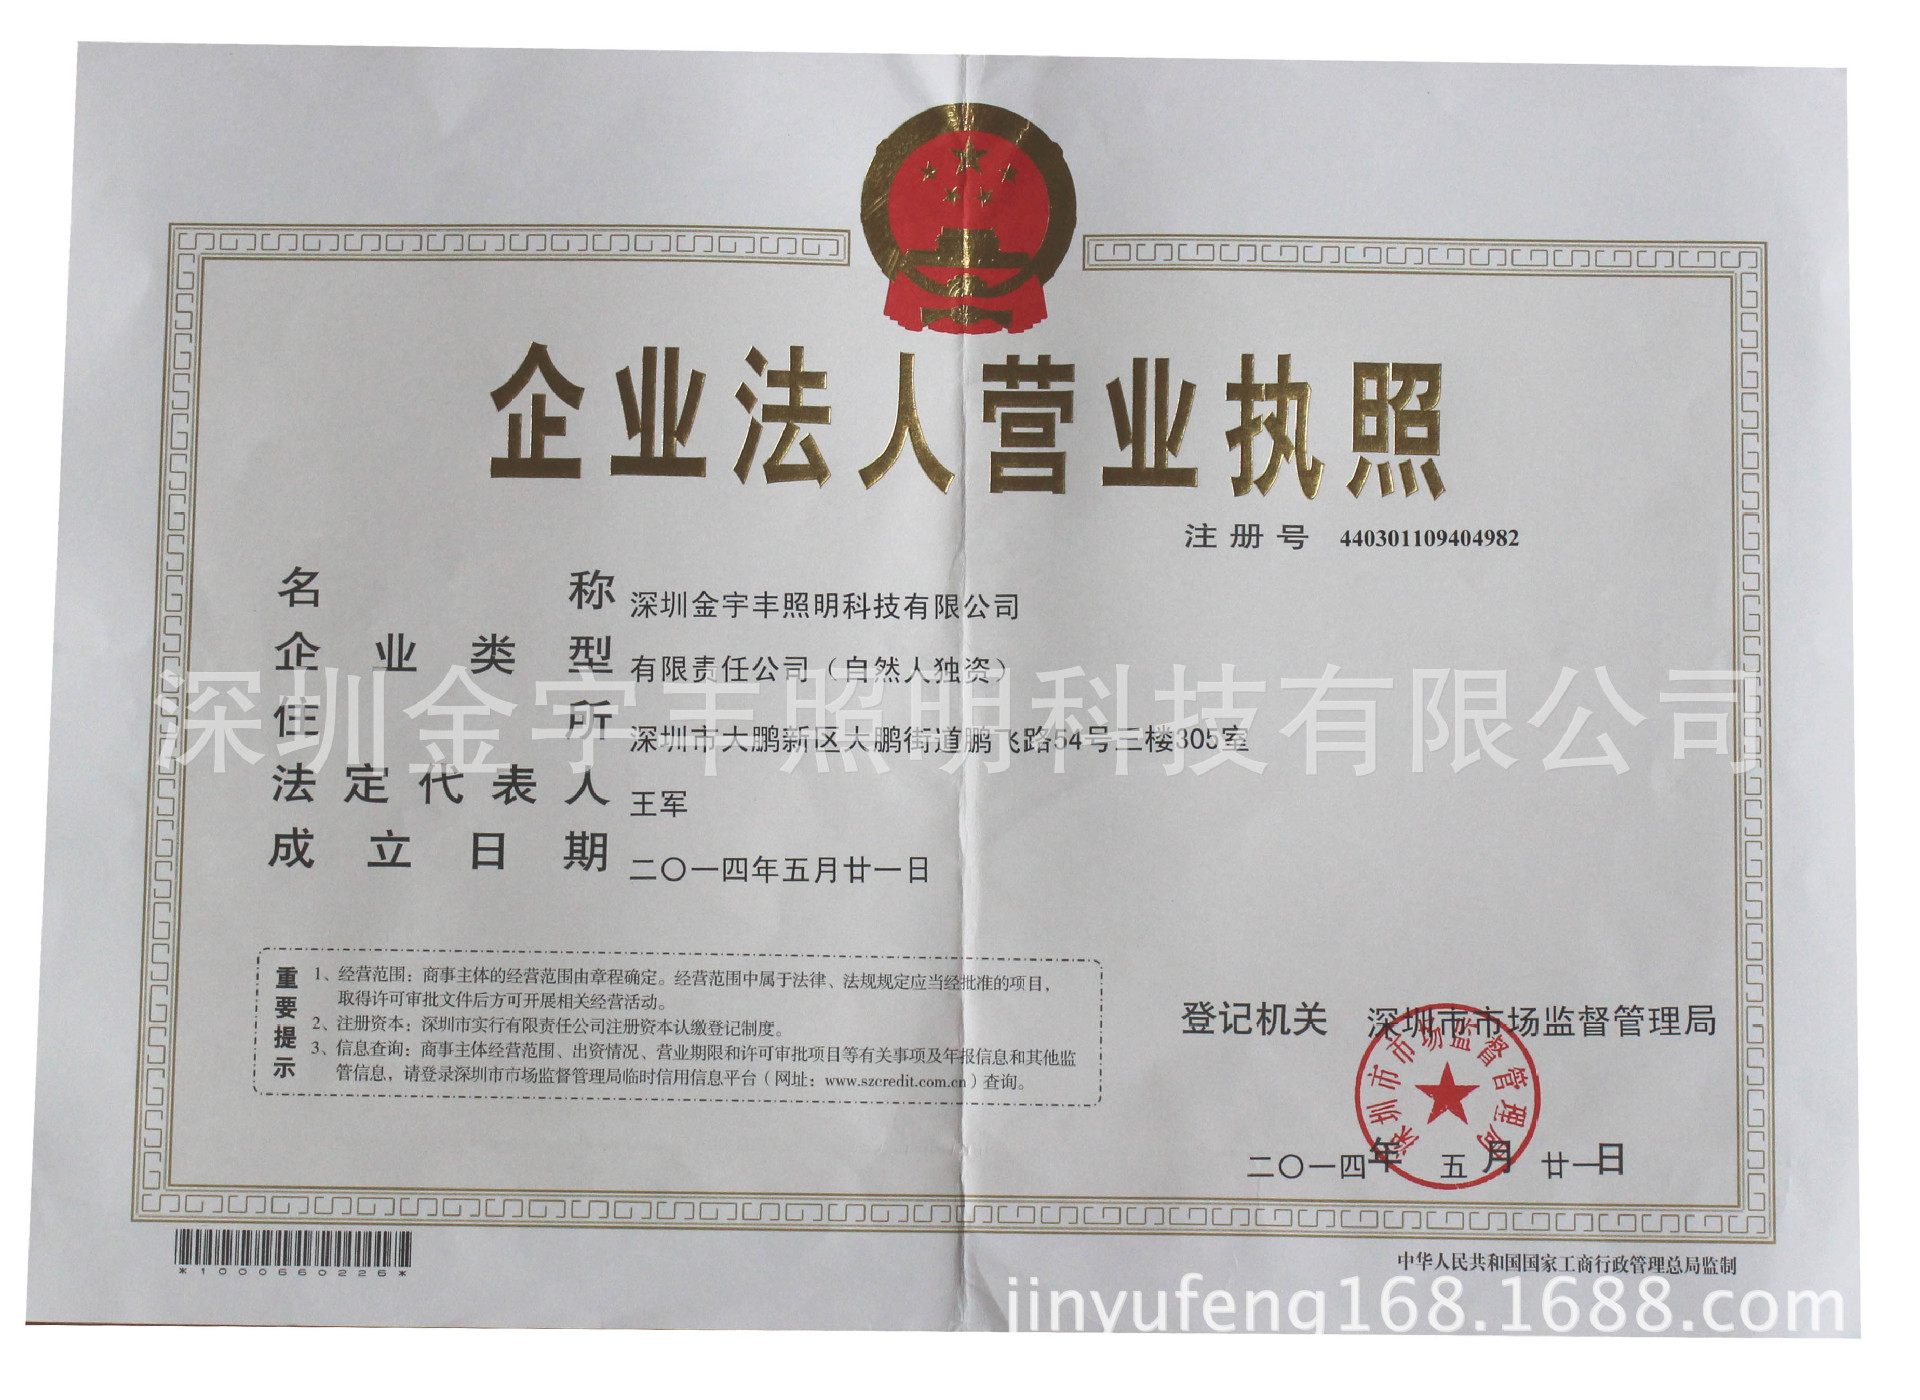 企业法人营业执照
注册号 440301109404982
名称 深圳金宇丰照明科技有限公司
企业类型 有限责任公司（自然人独资）
深圳金宇丰照明科技有限公司
住所 深圳市大鹏新区大鹏街道鹏飞路54号三楼305室
法定代表人 王军
成立日期 二〇一四年五月廿一日
重要提示
1、经营范围：商事主体的经营范围由章程确定。经营范围中属于法律、法规规定应当经批准的项目，
取得许可审批文件后方可开展相关经营活动。
2、注册资本：深圳市实行有限责任公司注册资本认缴登记制度。
3、信息查询：商事主体经营范围、出资情况、营业期限和许可审批项目等有关事项及年报信息和其他监
管信息，请登录深圳市市场监督管理局临时信用信息平台（网址：www.szcredit.com.cn）查询。
登记机关 深圳市市场监督管理局
深圳市市场监督管理局
二〇一四年 五月 廿一日
*1000660226*
中华人民共和国国家工商行政管理总局监制
jinyufeng168.1688.com